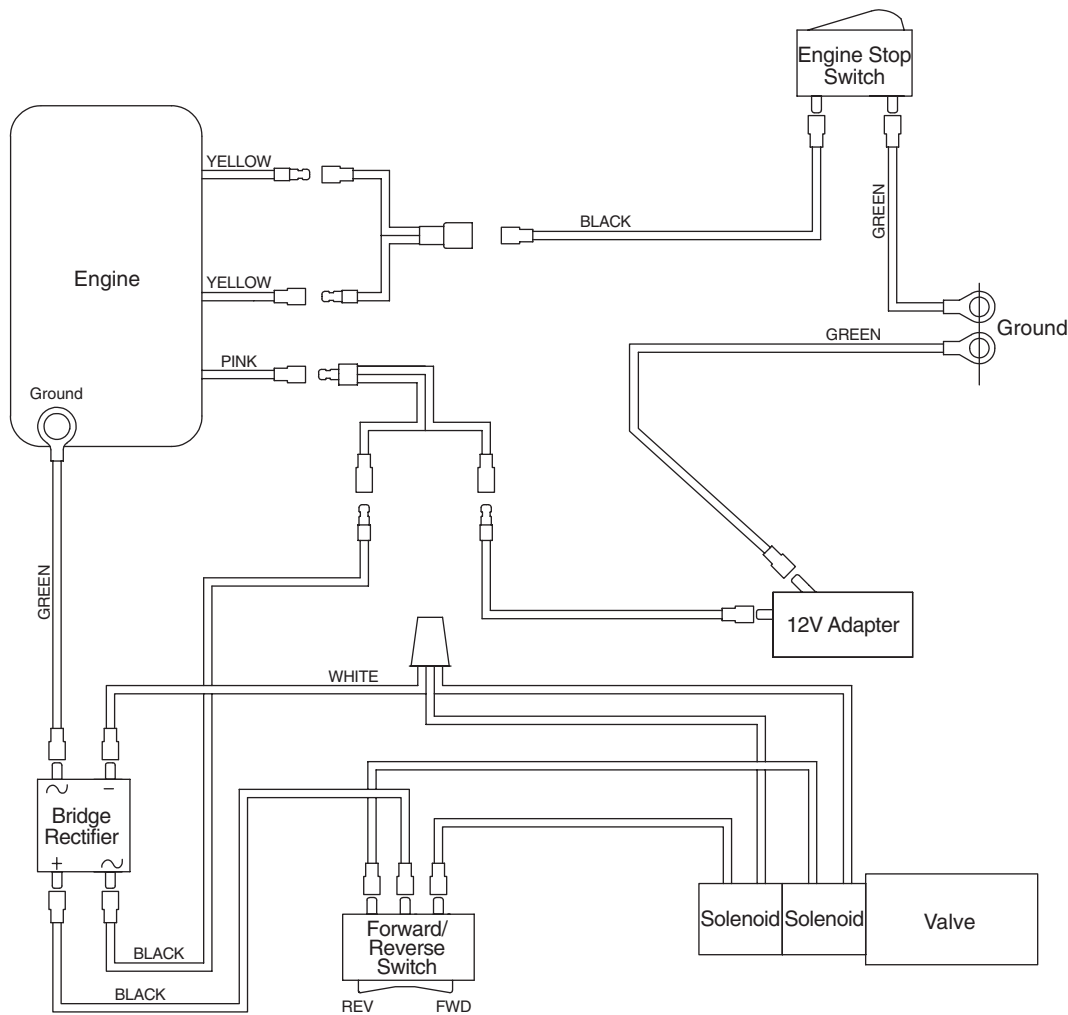 Engine Stop
Switch
YELLOW
BLACK
GREEN
Engine
YELLOW
Ground
GREEN
PINK
Ground
GREEN
12V Adapter
WHITE
~
–
Bridge
Rectifier
+
~
Solenoid
Solenoid
Valve
Forward/
Reverse
Switch
BLACK
BLACK
REV
FWD